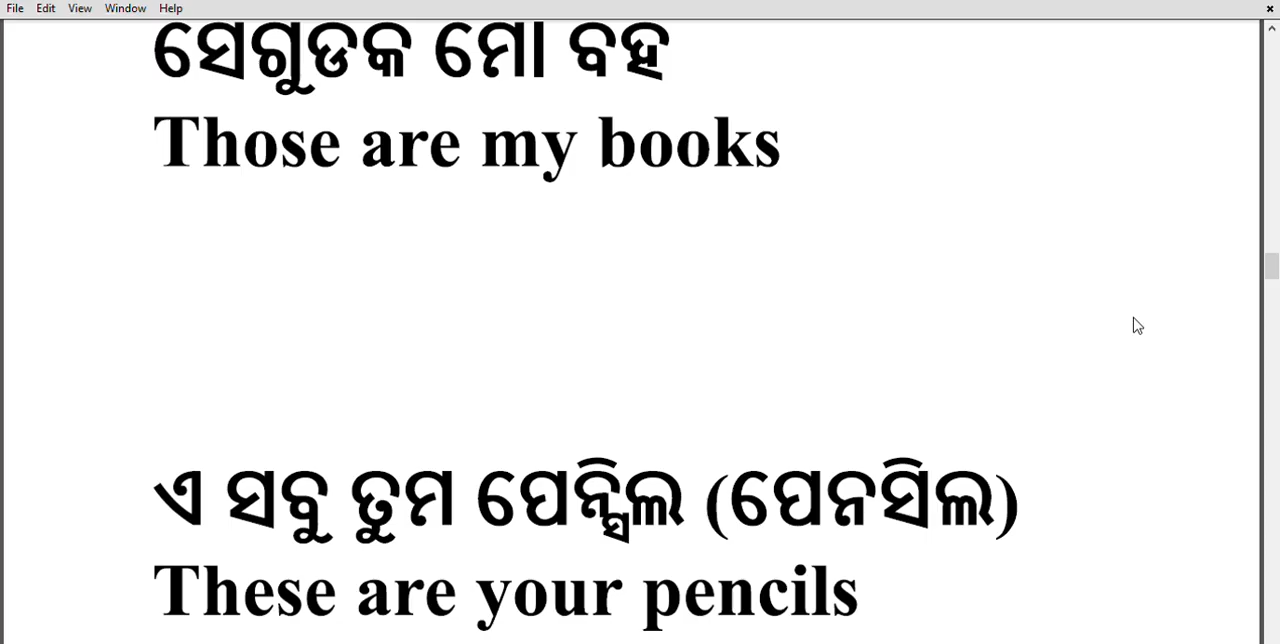 File Edit View Window Help
ସେଗୁଡକ ମୋ ବହ
Those are my books
ଏ ସବୁ ତୁମ ପେନ୍ସିଲ (ପେନସିଲ)
These are your pencils